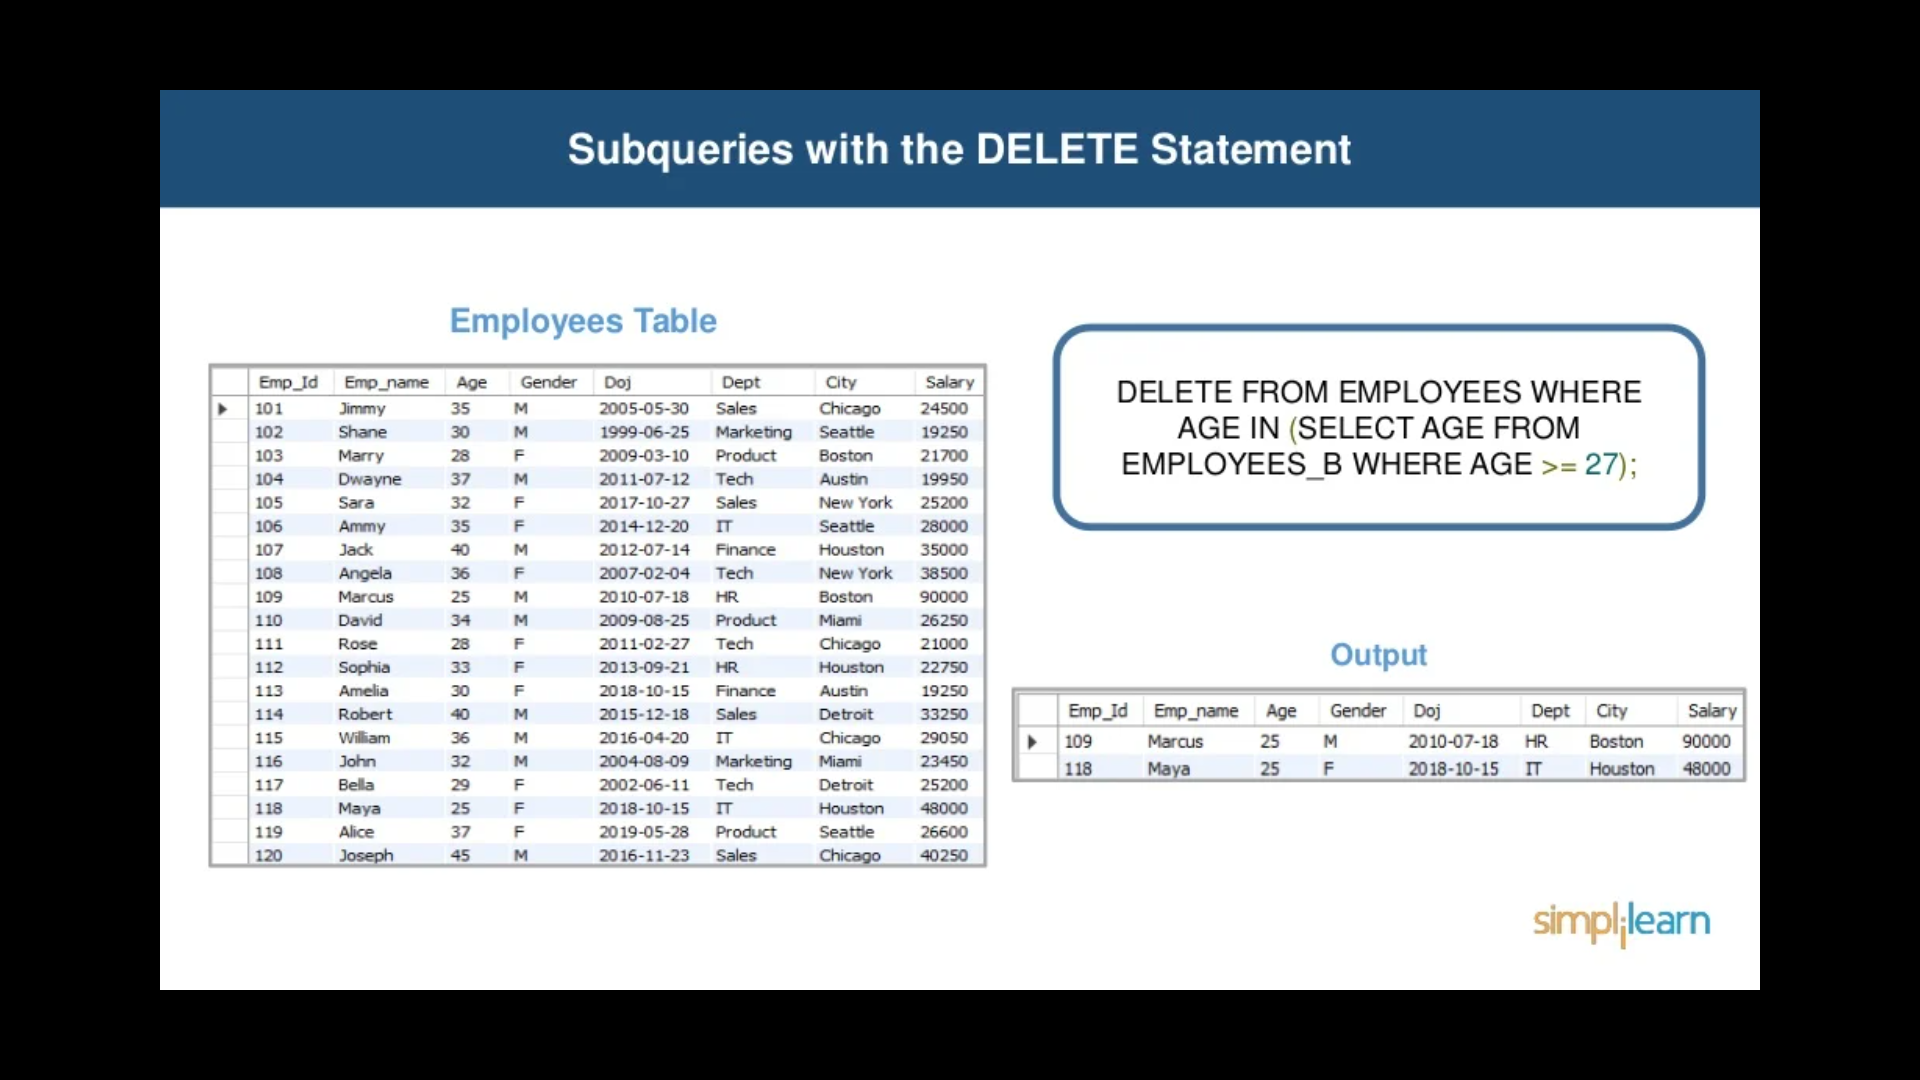 Subqueries with the DELETE Statement
Employees Table
Emp_Id Emp_name Age Gender Doj Dept City Salary
101 Jimmy 35 M 2005-05-30 Sales Chicago 24500
102 Shane 30 M 1999-06-25 Marketing Seattle 19250
103 Marry 28 F 2009-03-10 Product Boston 21700
104 Dwayne 37 M 2011-07-12 Tech Austin 19950
105 Sara 32 F 2017-10-27 Sales New York 25200
106 Ammy 35 F 2014-12-20 IT Seattle 28000
107 Jack 40 M 2012-07-14 Finance Houston 35000
108 Angela 36 F 2007-02-04 Tech New York 38500
109 Marcus 25 M 2010-07-18 HR Boston 90000
110 David 34 M 2009-08-25 Product Miami 26250
111 Rose 28 F 2011-02-27 Tech Chicago 21000
112 Sophia 33 F 2013-09-21 HR Houston 22750
113 Amelia 30 F 2018-10-15 Finance Austin 19250
114 Robert 40 M 2015-12-18 Sales Detroit 33250
115 William 36 M 2016-04-20 IT Chicago 29050
116 John 32 M 2004-08-09 Marketing Miami 23450
117 Bella 29 F 2002-06-11 Tech Detroit 25200
118 Maya 25 F 2018-10-15 IT Houston 48000
119 Alice 37 F 2019-05-28 Product Seattle 26600
120 Joseph 45 M 2016-11-23 Sales Chicago 40250
DELETE FROM EMPLOYEES WHERE
AGE IN (SELECT AGE FROM
EMPLOYEES_B WHERE AGE >= 27);
Output
Emp_Id Emp_name Age Gender Doj Dept City Salary
109 Marcus 25 M 2010-07-18 HR Boston 90000
118 Maya 25 F 2018-10-15 IT Houston 48000
simplilearn